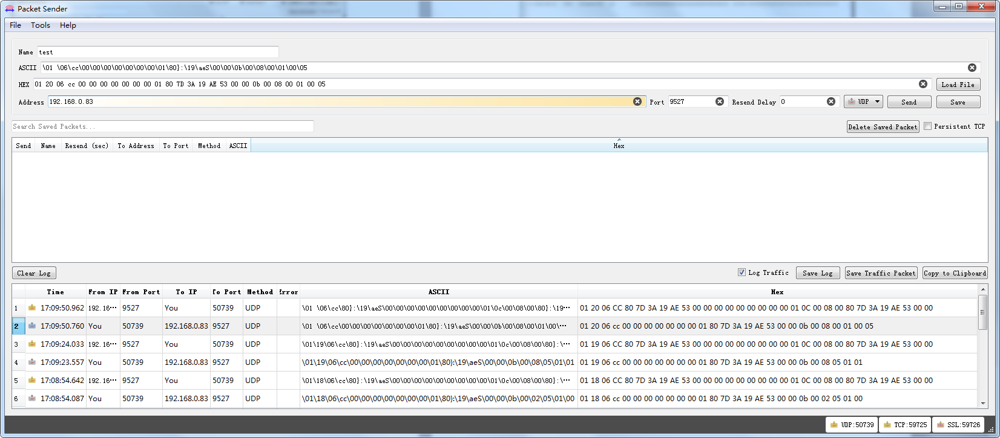 Packet Sender
File Tools Help
Name test
ASCII \01 \06\cc\00\00\00\00\00\00\00\01\80}:\19\aeS\00\00\0b\00\08\00\01\00\05
HEX 01 20 06 cc 00 00 00 00 00 00 00 01 80 7D 3A 19 AE 53 00 00 0b 00 08 00 01 00 05 Load File
Address 192.168.0.83 Port 9527 Resend Delay 0 UDP Send Save
Search Saved Packets... Delete Saved Packet Persistent TCP
Send Name Resend (sec) To Address To Port Method ASCII Hex
Clear Log Log Traffic Save Log Save Traffic Packet Copy to Clipboard
Time From IP From Port To IP To Port Method Error ASCII Hex
1 17:09:50.962 192.16··· 9527 You 50739 UDP \01 \06\cc\80}:\19\aeS\00\00\00\00\00\00\00\00\00\01\0c\00\08\00\80}:\19··· 01 20 06 CC 80 7D 3A 19 AE 53 00 00 00 00 00 00 00 00 00 01 0C 00 08 00 80 7D 3A 19 AE 53 00 00
2 17:09:50.760 You 50739 192.168.0.83 9527 UDP \01 \06\cc\00\00\00\00\00\00\00\01\80}:\19\aeS\00\00\0b\00\08\00\01\00\··· 01 20 06 cc 00 00 00 00 00 00 00 01 80 7D 3A 19 AE 53 00 00 0b 00 08 00 01 00 05
3 17:09:24.033 192.16··· 9527 You 50739 UDP \01\19\06\cc\80}:\19\aeS\00\00\00\00\00\00\00\00\00\01\0c\00\08\00\80}:\··· 01 19 06 CC 80 7D 3A 19 AE 53 00 00 00 00 00 00 00 00 00 01 0C 00 08 00 80 7D 3A 19 AE 53 00 00
4 17:09:23.557 You 50739 192.168.0.83 9527 UDP \01\19\06\cc\00\00\00\00\00\00\00\01\80}:\19\aeS\00\00\0b\00\08\05\01\01 01 19 06 cc 00 00 00 00 00 00 00 01 80 7D 3A 19 AE 53 00 00 0b 00 08 05 01 01
5 17:08:54.642 192.16··· 9527 You 50739 UDP \01\18\06\cc\80}:\19\aeS\00\00\00\00\00\00\00\00\00\01\0c\00\08\00\80}:\··· 01 18 06 CC 80 7D 3A 19 AE 53 00 00 00 00 00 00 00 00 00 01 0C 00 08 00 80 7D 3A 19 AE 53 00 00
6 17:08:54.087 You 50739 192.168.0.83 9527 UDP \01\18\06\cc\00\00\00\00\00\00\00\01\80}:\19\aeS\00\00\0b\00\02\05\01\00 01 18 06 cc 00 00 00 00 00 00 00 01 80 7D 3A 19 AE 53 00 00 0b 00 02 05 01 00
UDP:50739 TCP:59725 SSL:59726